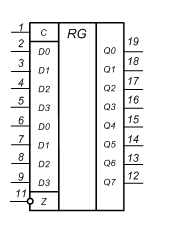 1 C RG
2 D0 Q0 19
3 D1 Q1 18
4 D2 Q2 17
5 D3 Q3 16
6 D0 Q4 15
7 D1 Q5 14
8 D2 Q6 13
9 D3 Q7 12
11 Z